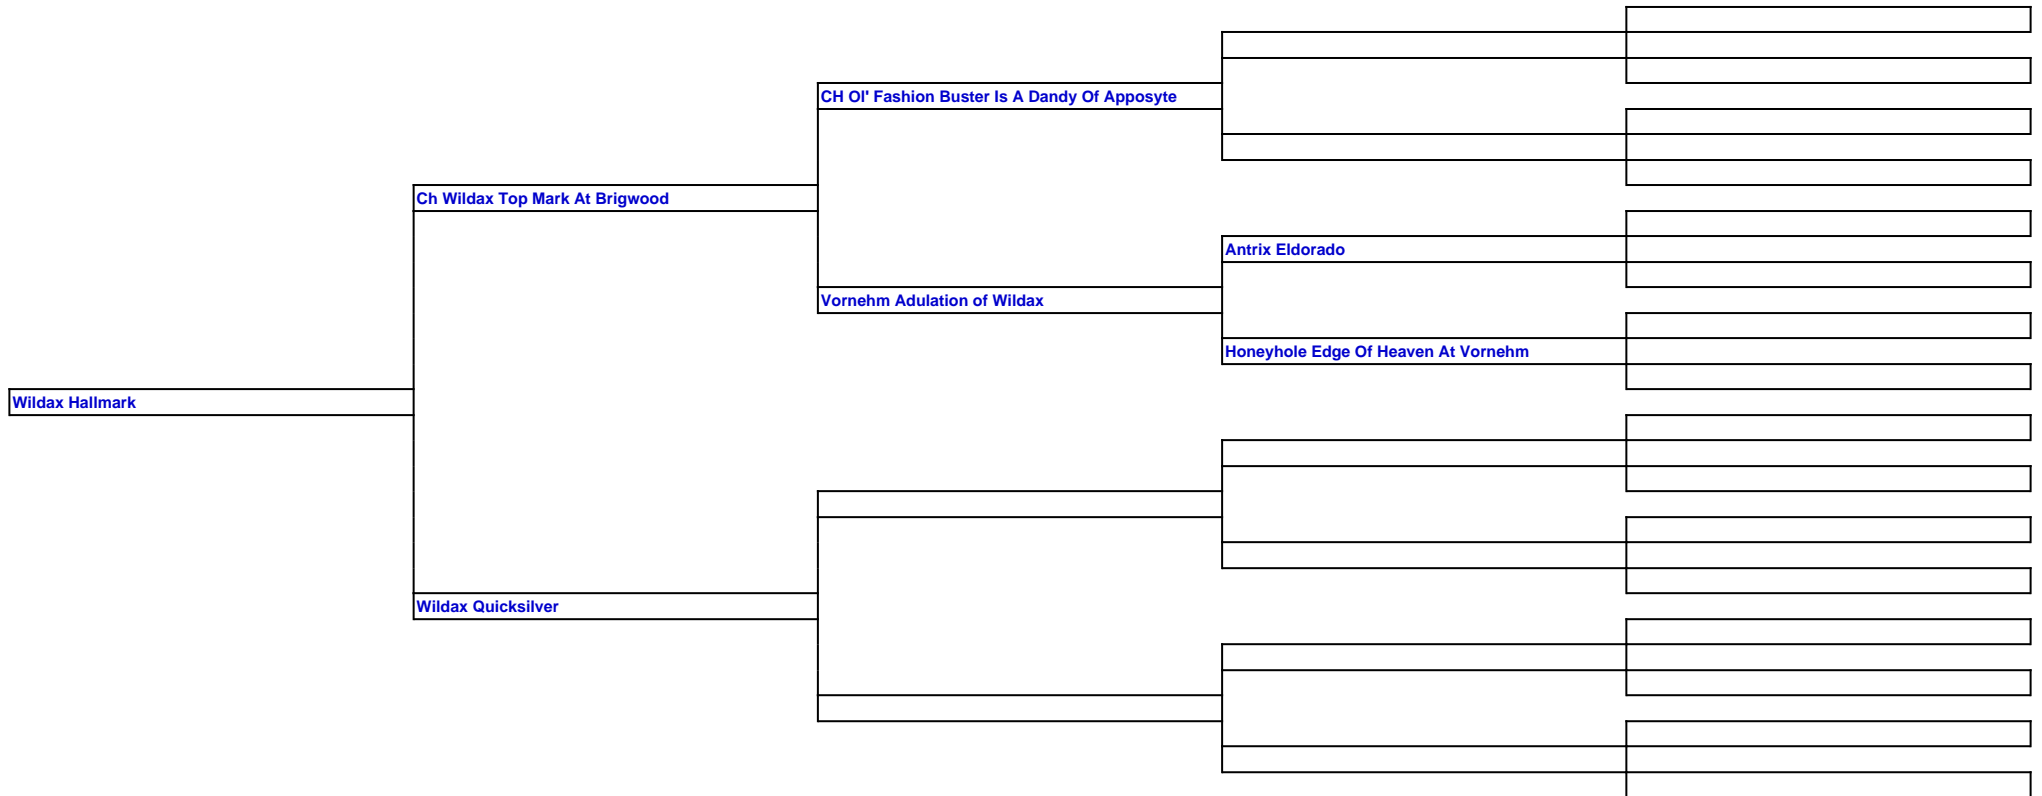 CH Ol' Fashion Buster Is A Dandy Of Apposyte
Ch Wildax Top Mark At Brigwood
Antrix Eldorado
Vornehm Adulation of Wildax
Honeyhole Edge Of Heaven At Vornehm
Wildax Hallmark
Wildax Quicksilver